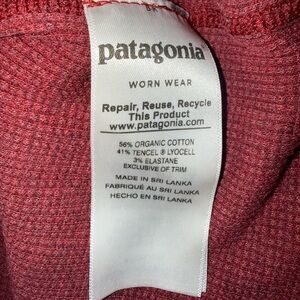 patagonia®
WORN WEAR
Repair, Reuse, Recycle
This Product
www.patagonia.com
56% ORGANIC COTTON
41% TENCEL® LYOCELL
3% ELASTANE
EXCLUSIVE OF TRIM
MADE IN SRI LANKA
FABRIQUÉ AU SRI LANKA
HECHO EN SRI LANKA